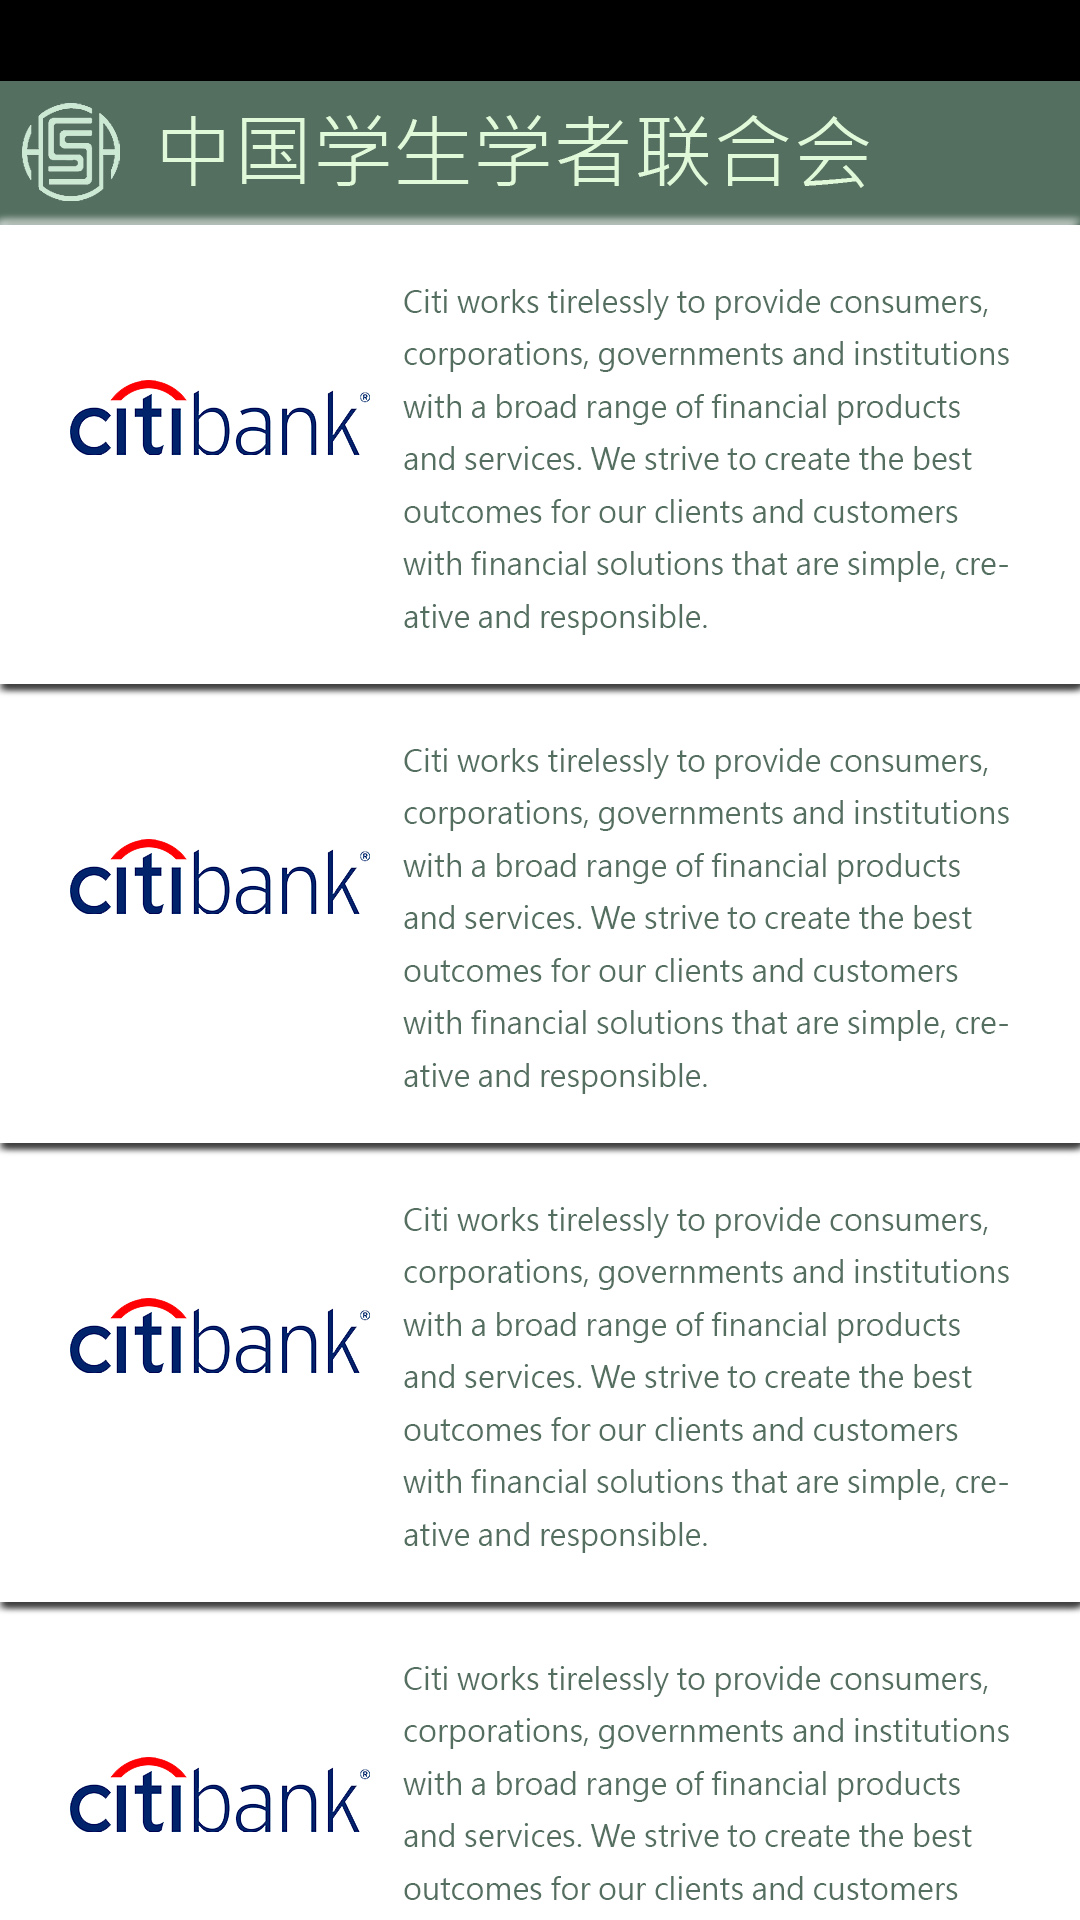 中国学生学者联合会
citibank®
Citi works tirelessly to provide consumers,
corporations, governments and institutions
with a broad range of financial products
and services. We strive to create the best
outcomes for our clients and customers
with financial solutions that are simple, cre-
ative and responsible.
citibank®
Citi works tirelessly to provide consumers,
corporations, governments and institutions
with a broad range of financial products
and services. We strive to create the best
outcomes for our clients and customers
with financial solutions that are simple, cre-
ative and responsible.
citibank®
Citi works tirelessly to provide consumers,
corporations, governments and institutions
with a broad range of financial products
and services. We strive to create the best
outcomes for our clients and customers
with financial solutions that are simple, cre-
ative and responsible.
citibank®
Citi works tirelessly to provide consumers,
corporations, governments and institutions
with a broad range of financial products
and services. We strive to create the best
outcomes for our clients and customers